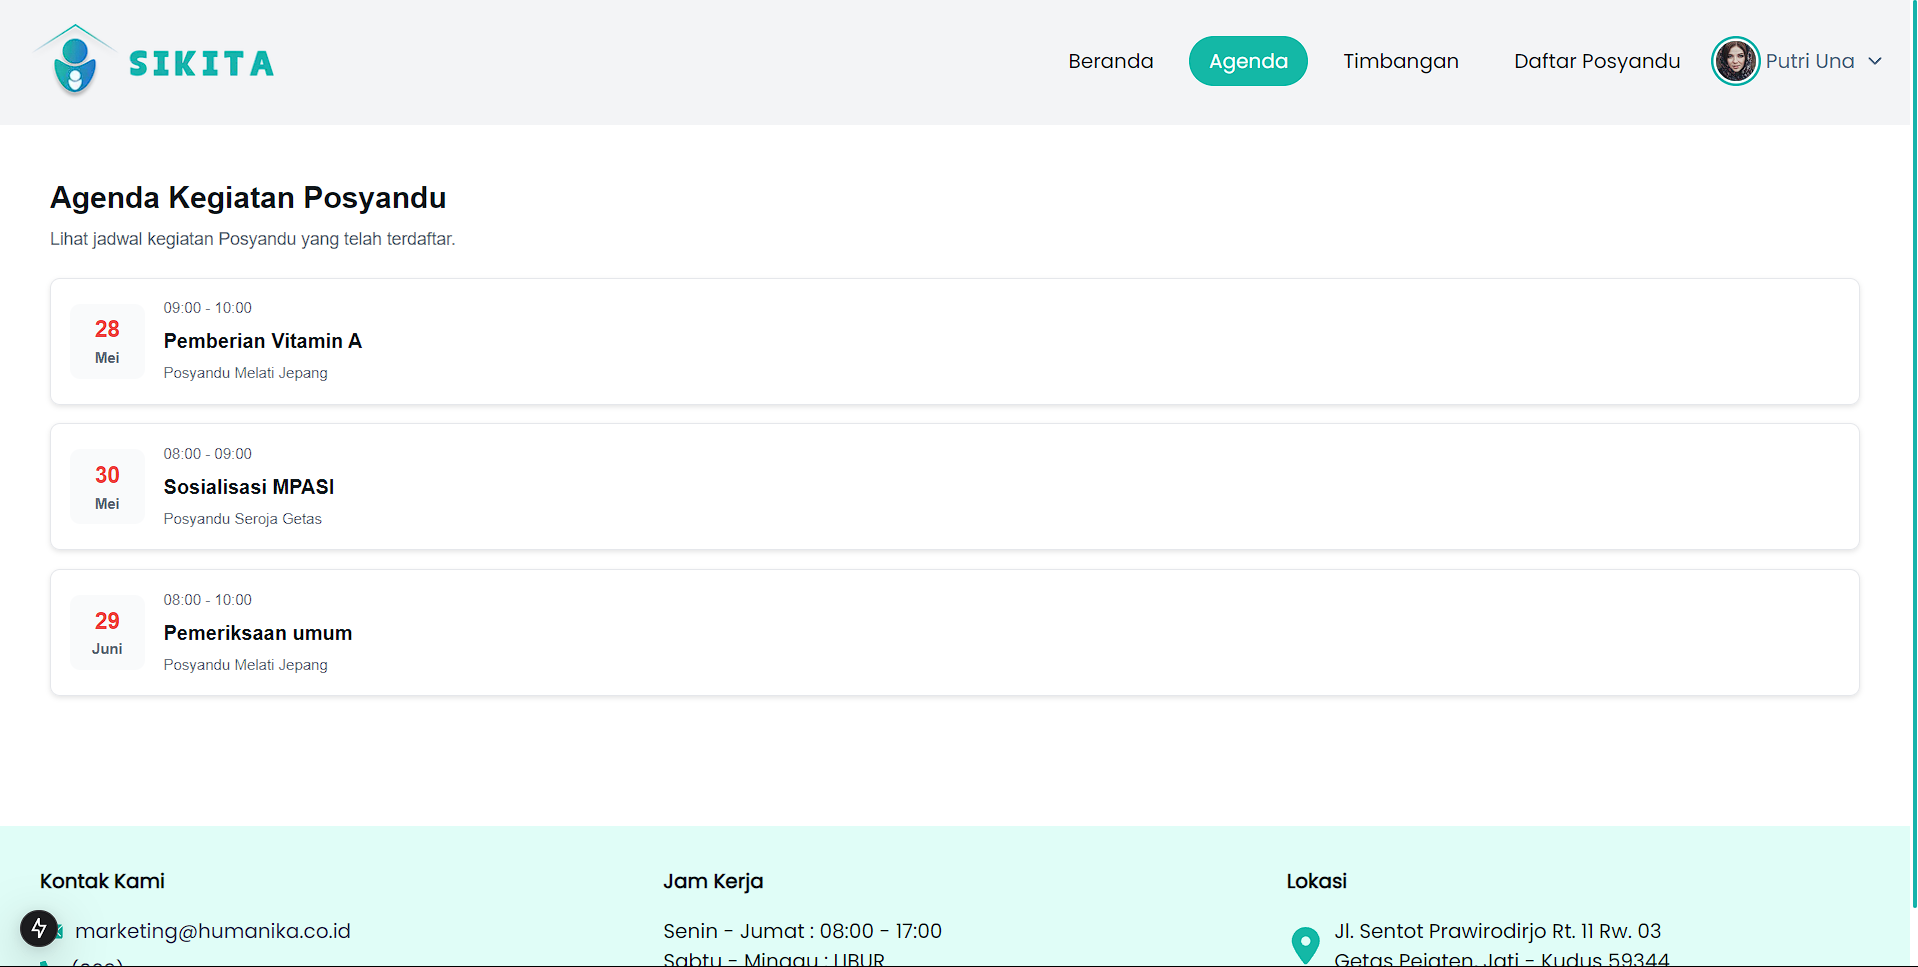 SIKITA
Beranda
Agenda
Timbangan
Daftar Posyandu
Putri Una
Agenda Kegiatan Posyandu
Lihat jadwal kegiatan Posyandu yang telah terdaftar.
28
Mei
09:00 - 10:00
Pemberian Vitamin A
Posyandu Melati Jepang
30
Mei
08:00 - 09:00
Sosialisasi MPASI
Posyandu Seroja Getas
29
Juni
08:00 - 10:00
Pemeriksaan umum
Posyandu Melati Jepang
Kontak Kami
marketing@humanika.co.id
Jam Kerja
Senin - Jumat : 08:00 - 17:00
Sabtu - Minggu : LIBUR
Lokasi
Jl. Sentot Prawirodirjo Rt. 11 Rw. 03
Getas Pejaten, Jati - Kudus 59344